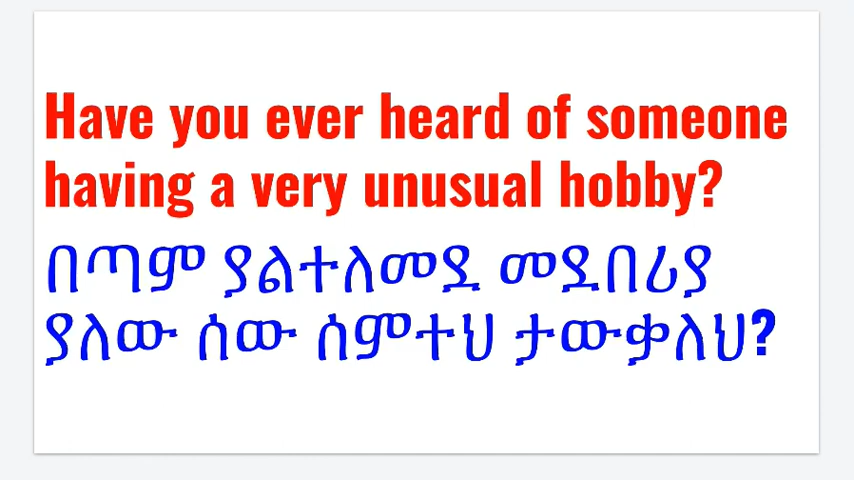 Have you ever heard of someone
having a very unusual hobby?
በጣም ያልተለመደ መደበሪያ
ያለው ሰው ሰምተህ ታውቃለህ?